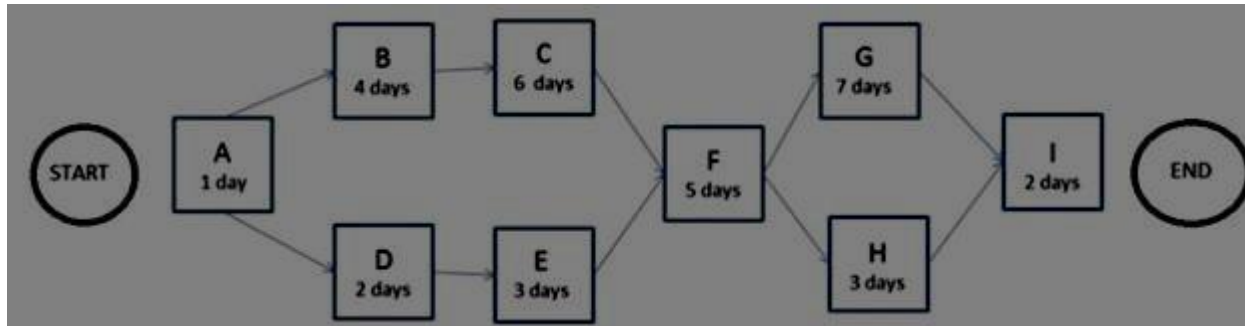 START
A
1 day
B
4 days
C
6 days
D
2 days
E
3 days
F
5 days
G
7 days
H
3 days
I
2 days
END